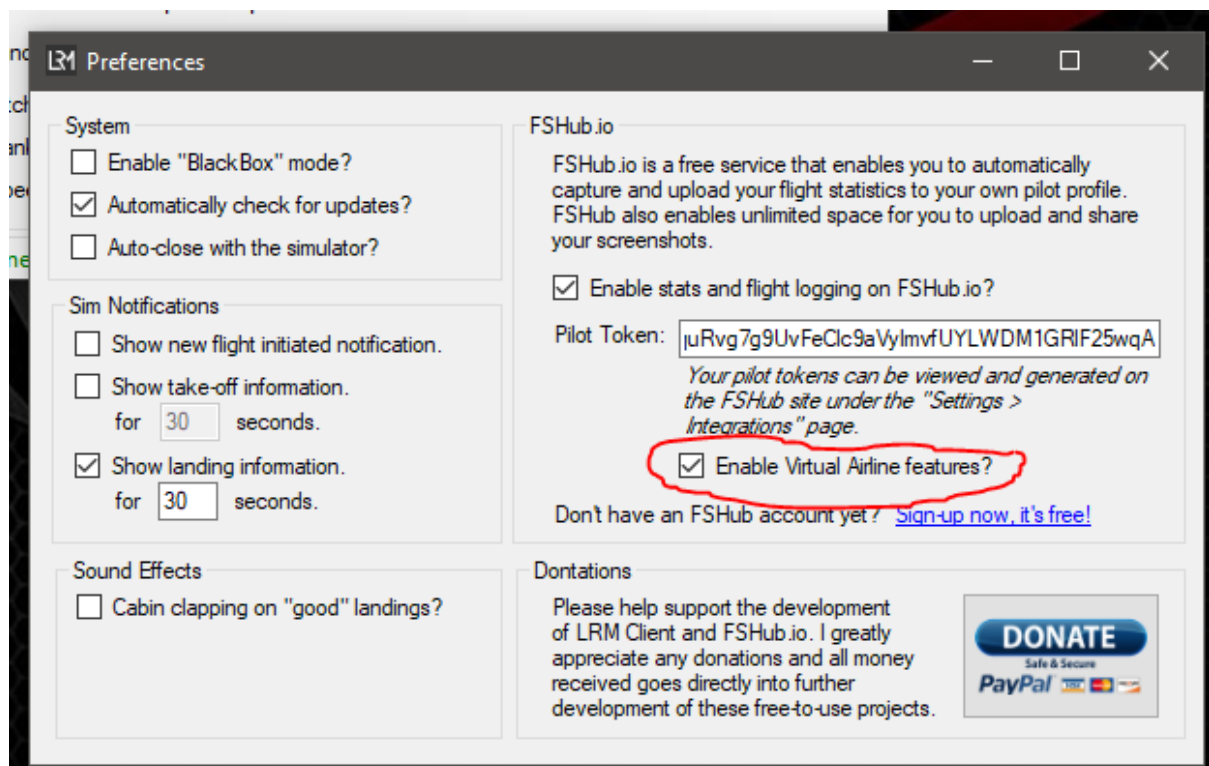 LRM Preferences
System
Enable "BlackBox" mode?
Automatically check for updates?
Auto-close with the simulator?
Sim Notifications
Show new flight initiated notification.
Show take-off information.
for 30 seconds.
Show landing information.
for 30 seconds.
Sound Effects
Cabin clapping on "good" landings?
FSHub.io
FSHub.io is a free service that enables you to automatically
capture and upload your flight statistics to your own pilot profile.
FSHub also enables unlimited space for you to upload and share
your screenshots.
Enable stats and flight logging on FSHub.io?
Pilot Token:
Your pilot tokens can be viewed and generated on
the FSHub site under the "Settings >
Integrations" page.
Enable Virtual Airline features?
Don't have an FSHub account yet? Sign-up now, it's free!
Dontations
Please help support the development
of LRM Client and FSHub.io. I greatly
appreciate any donations and all money
received goes directly into further
development of these free-to-use projects.
DONATE
Safe & Secure
PayPal VISA